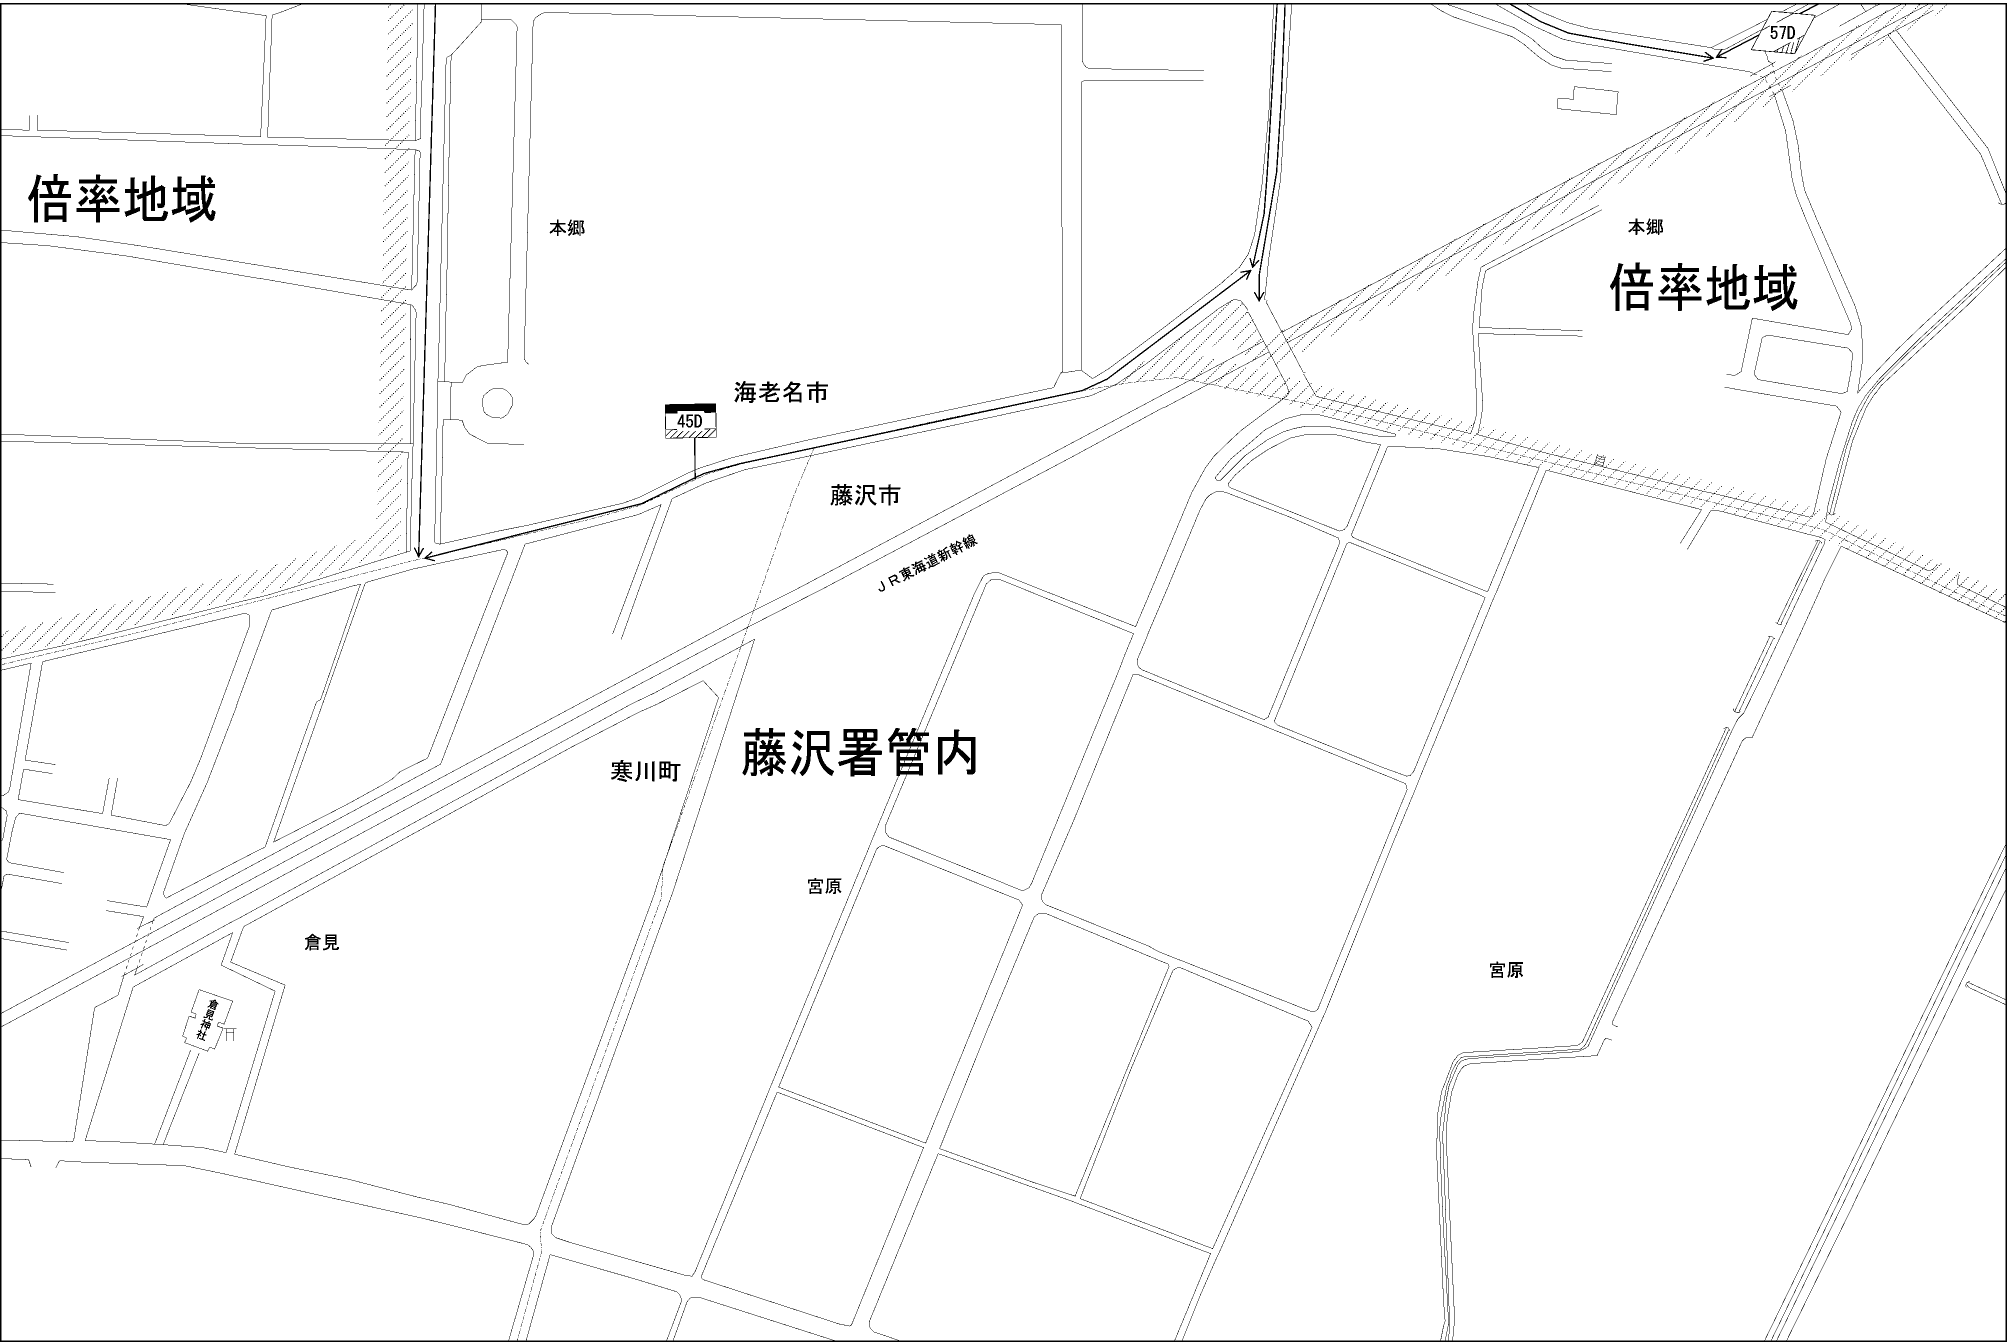 57D
倍率地域
本郷
本郷
倍率地域
海老名市
45D
藤沢市
JR東海道新幹線
藤沢署管内
寒川町
宮原
倉見
宮原
倉見神社